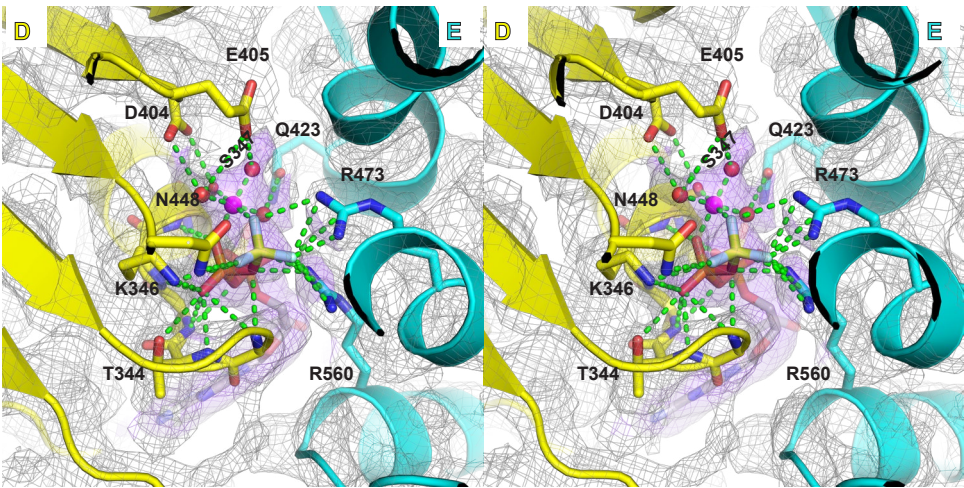 D E D E
E405 E405
D404 D404
S347 Q423 S347 Q423
R473 R473
N448 N448
K346 K346
T344 R560 T344 R560